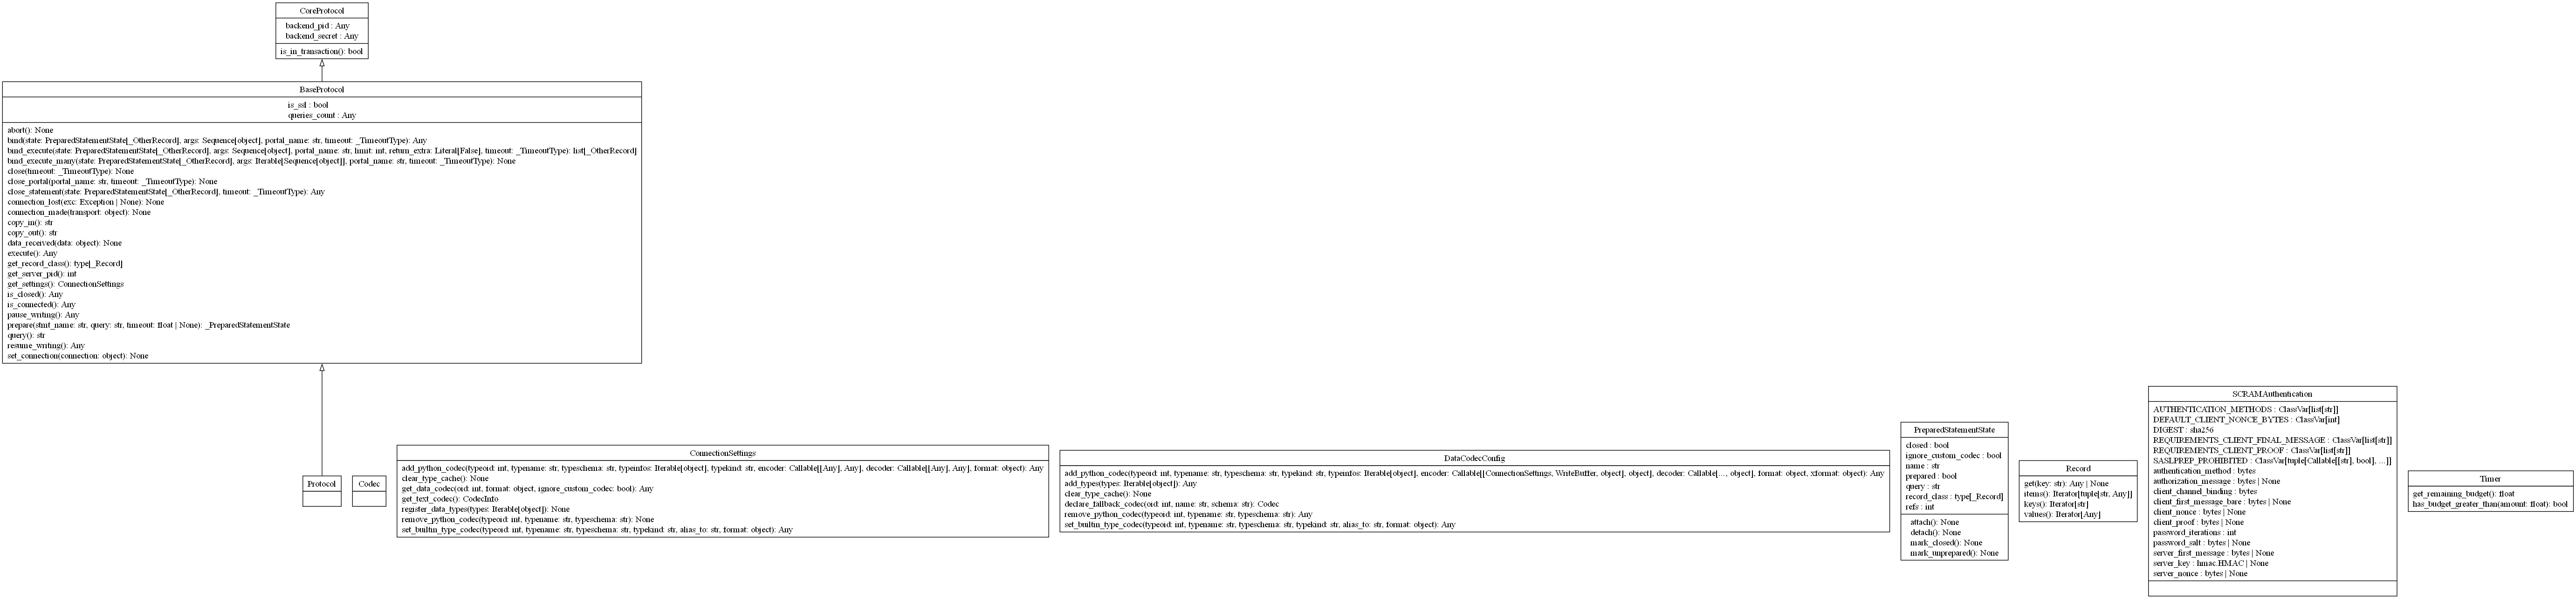 CoreProtocol
backend_pid : Any
backend_secret : Any
is_in_transaction(): bool
BaseProtocol
is_ssl : bool
queries_count : Any
abort(): None
bind(state: PreparedStatementState[_OtherRecord], args: Sequence[object], portal_name: str, timeout: _TimeoutType): Any
bind_execute(state: PreparedStatementState[_OtherRecord], args: Sequence[object], portal_name: str, limit: int, return_extra: Literal[False], timeout: _TimeoutType): list[_OtherRecord]
bind_execute_many(state: PreparedStatementState[_OtherRecord], args: Iterable[Sequence[object]], portal_name: str, timeout: _TimeoutType): None
close(timeout: _TimeoutType): None
close_portal(portal_name: str, timeout: _TimeoutType): None
close_statement(state: PreparedStatementState[_OtherRecord], timeout: _TimeoutType): Any
connection_lost(exc: Exception | None): None
connection_made(transport: object): None
copy_in(): str
copy_out(): str
data_received(data: object): None
execute(): Any
get_record_class(): type[_Record]
get_server_pid(): int
get_settings(): ConnectionSettings
is_closed(): Any
is_connected(): Any
pause_writing(): Any
prepare(stmt_name: str, query: str, timeout: float | None): _PreparedStatementState
query(): str
resume_writing(): Any
set_connection(connection: object): None
Protocol
Codec
ConnectionSettings
add_python_codec(typeoid: int, typename: str, typeschema: str, typeinfos: Iterable[object], typekind: str, encoder: Callable[[Any], Any], decoder: Callable[[Any], Any], format: object): Any
clear_type_cache(): None
get_data_codec(oid: int, format: object, ignore_custom_codec: bool): Any
get_text_codec(): CodecInfo
register_data_types(types: Iterable[object]): None
remove_python_codec(typeoid: int, typename: str, typeschema: str): None
set_builtin_type_codec(typeoid: int, typename: str, typeschema: str, typekind: str, alias_to: str, format: object): Any
DataCodecConfig
add_python_codec(typeoid: int, typename: str, typeschema: str, typekind: str, typeinfos: Iterable[object], encoder: Callable[[ConnectionSettings, WriteBuffer, object], object], decoder: Callable[..., object], format: object, xformat: object): Any
add_types(types: Iterable[object]): Any
clear_type_cache(): None
declare_fallback_codec(oid: int, name: str, schema: str): Codec
remove_python_codec(typeoid: int, typename: str, typeschema: str): Any
set_builtin_type_codec(typeoid: int, typename: str, typeschema: str, typekind: str, alias_to: str, format: object): Any
PreparedStatementState
closed : bool
ignore_custom_codec : bool
name : str
prepared : bool
query : str
record_class : type[_Record]
refs : int
attach(): None
detach(): None
mark_closed(): None
mark_unprepared(): None
Record
get(key: str): Any | None
items(): Iterator[tuple[str, Any]]
keys(): Iterator[str]
values(): Iterator[Any]
SCRAMAuthentication
AUTHENTICATION_METHODS : ClassVar[list[str]]
DEFAULT_CLIENT_NONCE_BYTES : ClassVar[int]
DIGEST : sha256
REQUIREMENTS_CLIENT_FINAL_MESSAGE : ClassVar[list[str]]
REQUIREMENTS_CLIENT_PROOF : ClassVar[list[str]]
SASLPREP_PROHIBITED : ClassVar[tuple[Callable[[str], bool], ...]]
authentication_method : bytes
authorization_message : bytes | None
client_channel_binding : bytes
client_first_message_bare : bytes | None
client_nonce : bytes | None
client_proof : bytes | None
password_iterations : int
password_salt : bytes | None
server_first_message : bytes | None
server_key : hmac.HMAC | None
server_nonce : bytes | None
Timer
get_remaining_budget(): float
has_budget_greater_than(amount: float): bool